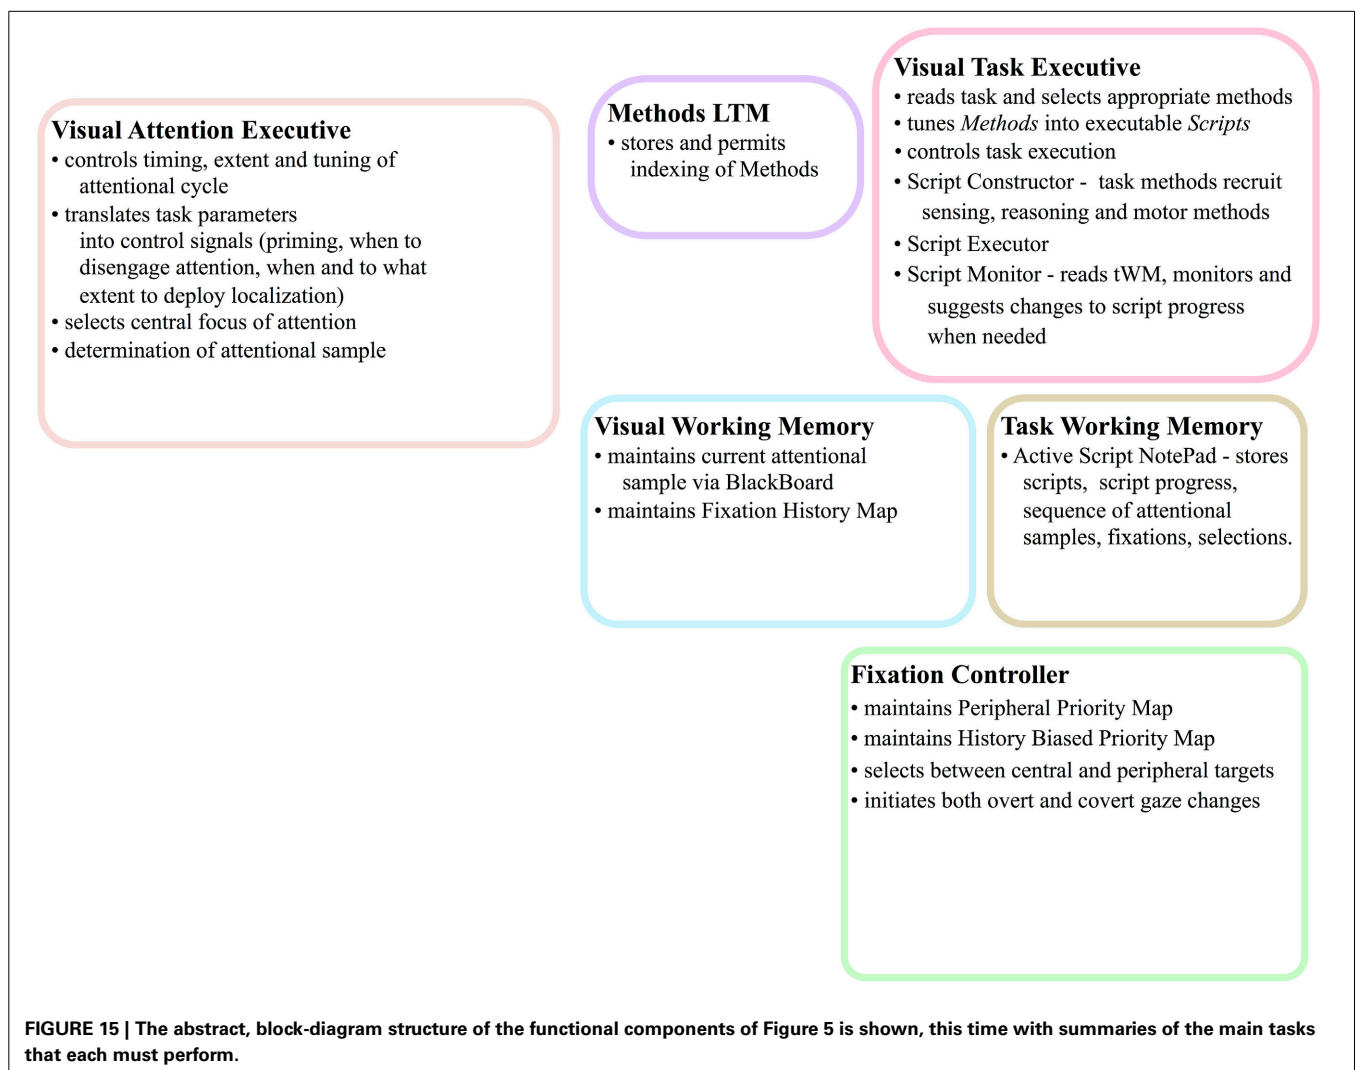 Visual Attention Executive
• controls timing, extent and tuning of
attentional cycle
• translates task parameters
into control signals (priming, when to
disengage attention, when and to what
extent to deploy localization)
• selects central focus of attention
• determination of attentional sample
Methods LTM
• stores and permits
indexing of Methods
Visual Task Executive
• reads task and selects appropriate methods
• tunes Methods into executable Scripts
• controls task execution
• Script Constructor - task methods recruit
sensing, reasoning and motor methods
• Script Executor
• Script Monitor - reads tWM, monitors and
suggests changes to script progress
when needed
Visual Working Memory
• maintains current attentional
sample via BlackBoard
• maintains Fixation History Map
Task Working Memory
• Active Script NotePad - stores
scripts, script progress,
sequence of attentional
samples, fixations, selections.
Fixation Controller
• maintains Peripheral Priority Map
• maintains History Biased Priority Map
• selects between central and peripheral targets
• initiates both overt and covert gaze changes
FIGURE 15 | The abstract, block-diagram structure of the functional components of Figure 5 is shown, this time with summaries of the main tasks
that each must perform.